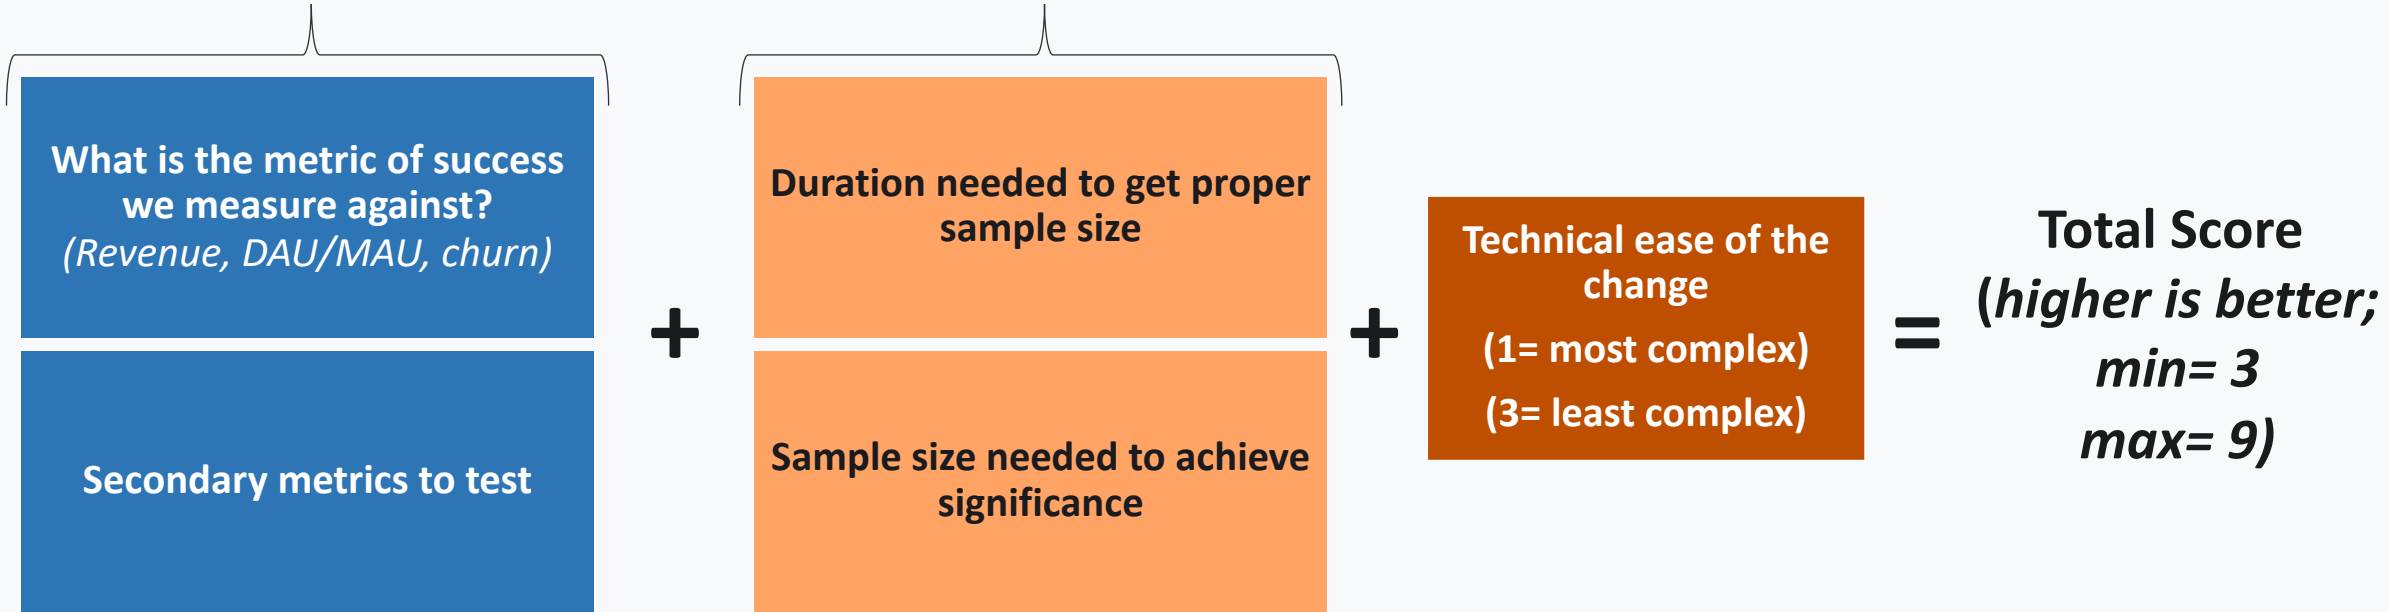 What is the metric of success
we measure against?
(Revenue, DAU/MAU, churn)
Secondary metrics to test
+
Duration needed to get proper
sample size
Sample size needed to achieve
significance
+
Technical ease of the
change
(1= most complex)
(3= least complex)
=
Total Score
(higher is better;
min= 3
max= 9)